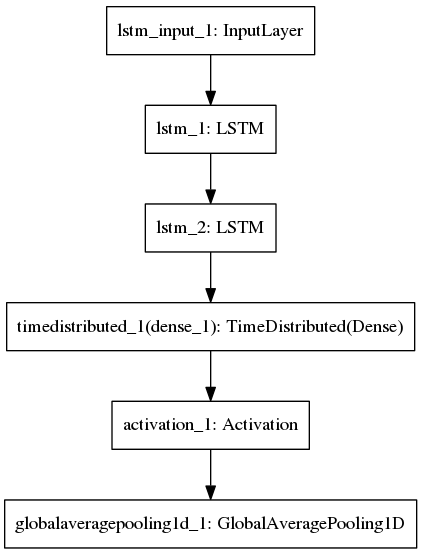 lstm_input_1: InputLayer
lstm_1: LSTM
lstm_2: LSTM
timedistributed_1(dense_1): TimeDistributed(Dense)
activation_1: Activation
globalaveragepooling1d_1: GlobalAveragePooling1D